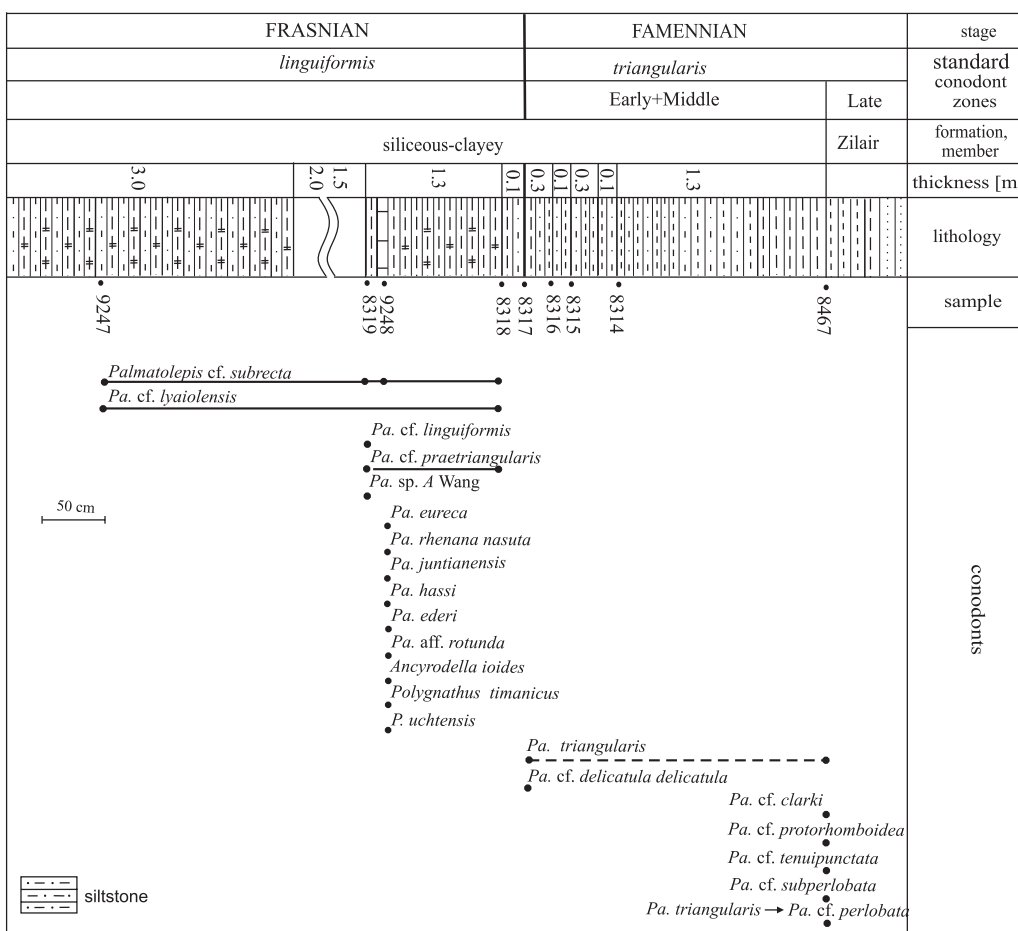 FRASNIAN FAMENNIAN stage
linguiformis triangularis standard conodont zones
Early+Middle Late
siliceous-clayey Zilair formation, member
3.0 2.0 1.5 1.3 0.1 0.3 0.1 0.3 0.1 1.3 thickness [m
lithology
9247 8319 9248 8318 8317 8316 8315 8314 8467 sample
Palmatolepis cf. subrecta
Pa. cf. lyaiolensis
Pa. cf. linguiformis
Pa. cf. praetriangularis
Pa. sp. A Wang
50 cm
Pa. eureca
Pa. rhenana nasuta
Pa. juntianensis
Pa. hassi
Pa. ederi
Pa. aff. rotunda
Ancyrodella ioides
Polygnathus timanicus
P. uchtensis
conodonts
Pa. triangularis
Pa. cf. delicatula delicatula
Pa. cf. clarki
Pa. cf. protorhomboidea
Pa. cf. tenuipunctata
Pa. cf. subperlobata
Pa. triangularis → Pa. cf. perlobata
siltstone